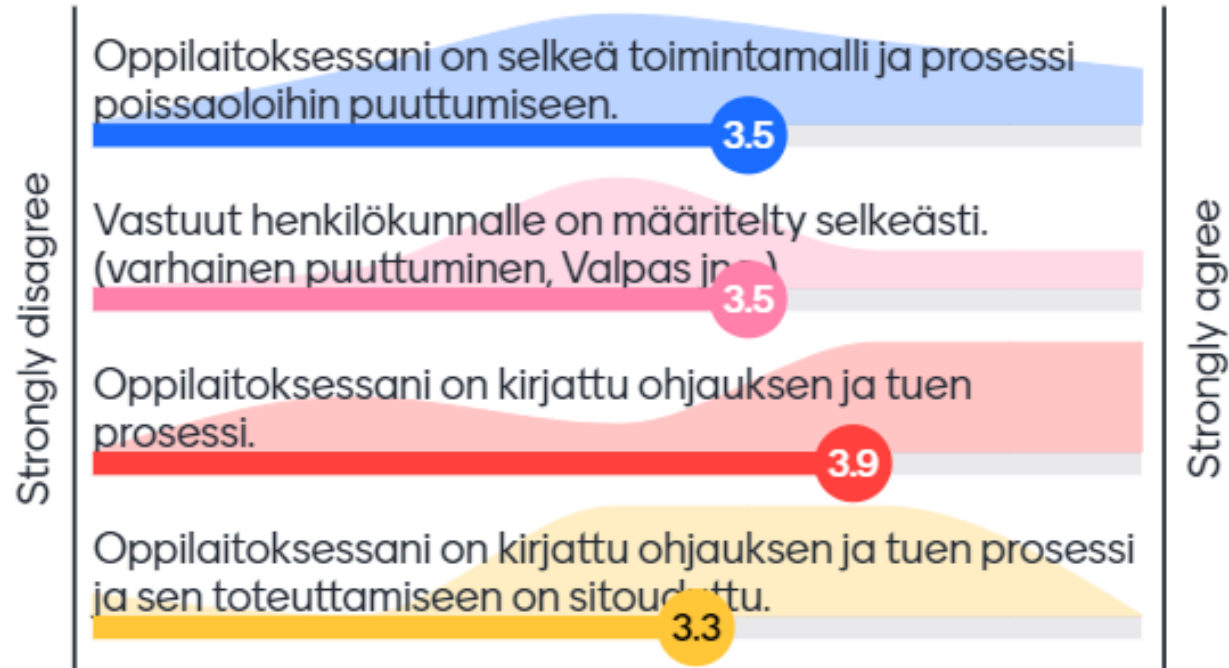 Oppilaitoksessani on selkeä toimintamalli ja prosessi
poissaoloihin puuttumiseen.
3.5
Vastuut henkilökunnalle on määritelty selkeästi.
(varhainen puuttuminen, Valpas
3.5
Oppilaitoksessani on kirjattu ohjauksen ja tuen
prosessi.
3.9
Oppilaitoksessani on kirjattu ohjauksen ja tuen prosessi
ja sen toteuttamiseen on
3.3
Strongly disagree
Strongly agree